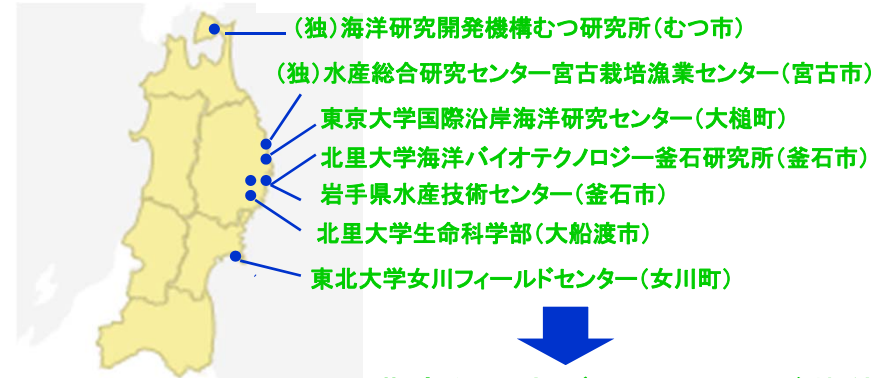 （独）海洋研究開発機構むつ研究所（むつ市）
（独）水産総合研究センター宮古栽培漁業センター（宮古市）
東京大学国際沿岸海洋研究センター（大槌町）
北里大学海洋バイオテクノロジー釜石研究所（釜石市）
岩手県水産技術センター（釜石市）
北里大学生命科学部（大船渡市）
東北大学女川フィールドセンター（女川町）